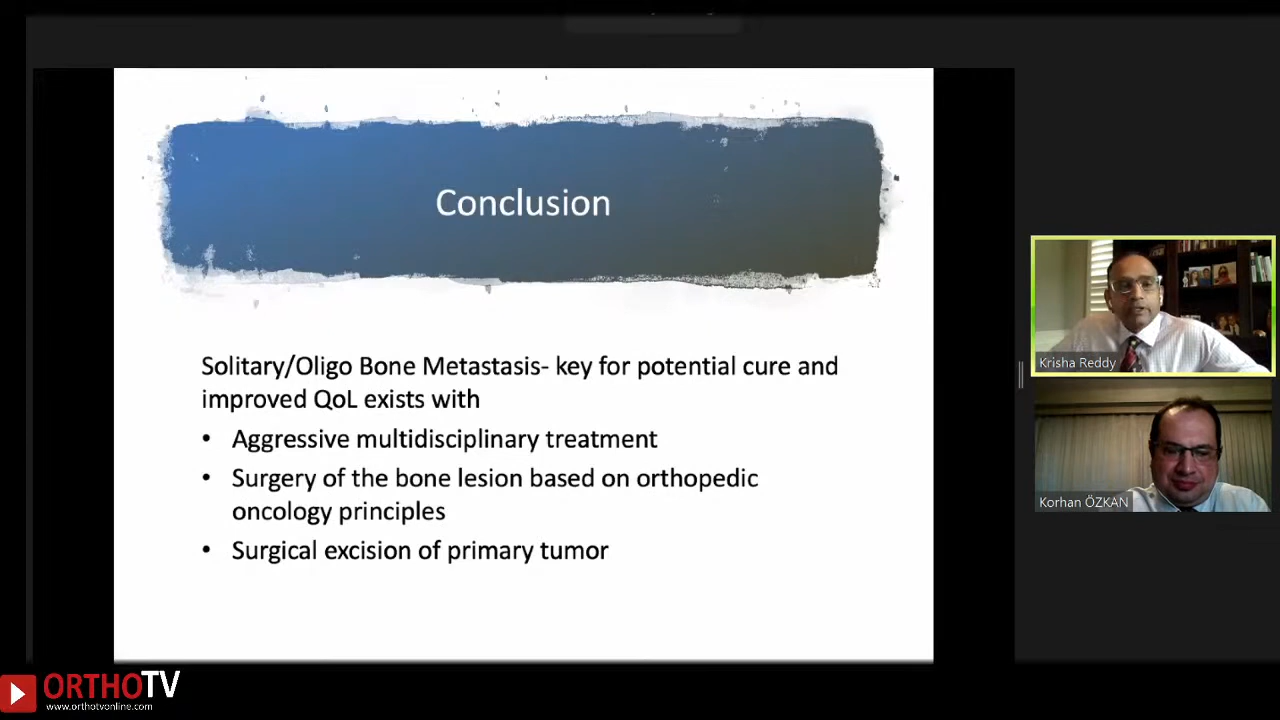 Conclusion
Solitary/Oligo Bone Metastasis- key for potential cure and
improved QoL exists with
• Aggressive multidisciplinary treatment
• Surgery of the bone lesion based on orthopedic
oncology principles
• Surgical excision of primary tumor
Krisha Reddy
Korhan ÖZKAN
ORTHOTV
www.orthotvonline.com